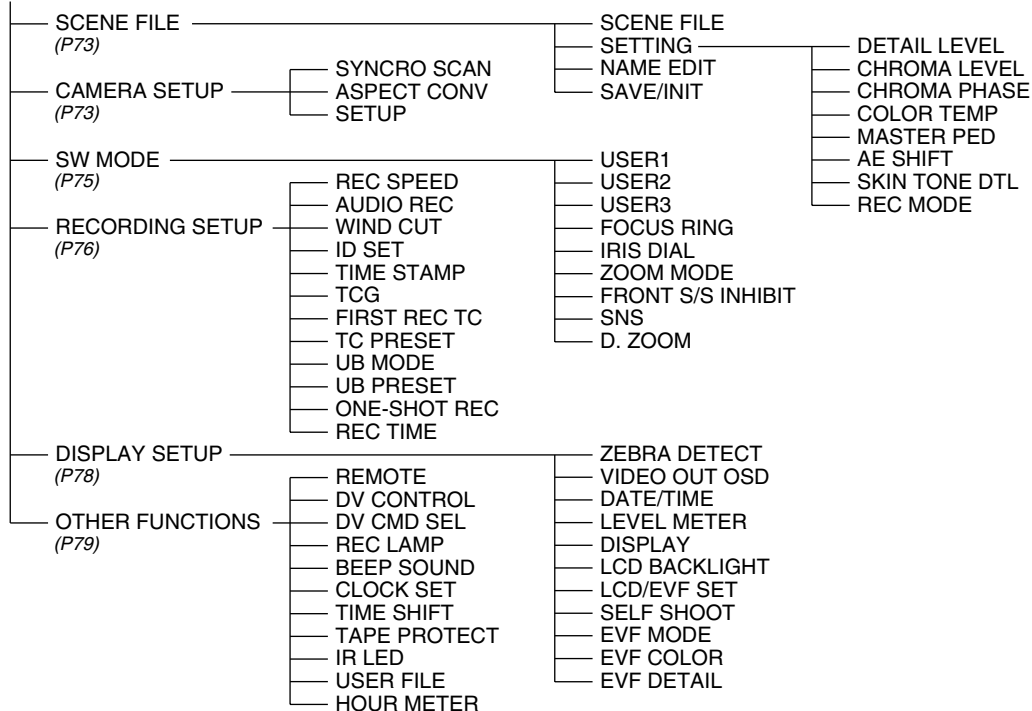 SCENE FILE
(P73)
SCENE FILE
SETTING
NAME EDIT
SAVE/INIT
DETAIL LEVEL
CHROMA LEVEL
CHROMA PHASE
COLOR TEMP
MASTER PED
AE SHIFT
SKIN TONE DTL
REC MODE
CAMERA SETUP
(P73)
SYNCRO SCAN
ASPECT CONV
SETUP
SW MODE
(P75)
USER1
USER2
USER3
FOCUS RING
IRIS DIAL
ZOOM MODE
FRONT S/S INHIBIT
SNS
D. ZOOM
RECORDING SETUP
(P76)
REC SPEED
AUDIO REC
WIND CUT
ID SET
TIME STAMP
TCG
FIRST REC TC
TC PRESET
UB MODE
UB PRESET
ONE-SHOT REC
REC TIME
DISPLAY SETUP
(P78)
ZEBRA DETECT
VIDEO OUT OSD
DATE/TIME
LEVEL METER
DISPLAY
LCD BACKLIGHT
LCD/EVF SET
SELF SHOOT
EVF MODE
EVF COLOR
EVF DETAIL
OTHER FUNCTIONS
(P79)
REMOTE
DV CONTROL
DV CMD SEL
REC LAMP
BEEP SOUND
CLOCK SET
TIME SHIFT
TAPE PROTECT
IR LED
USER FILE
HOUR METER